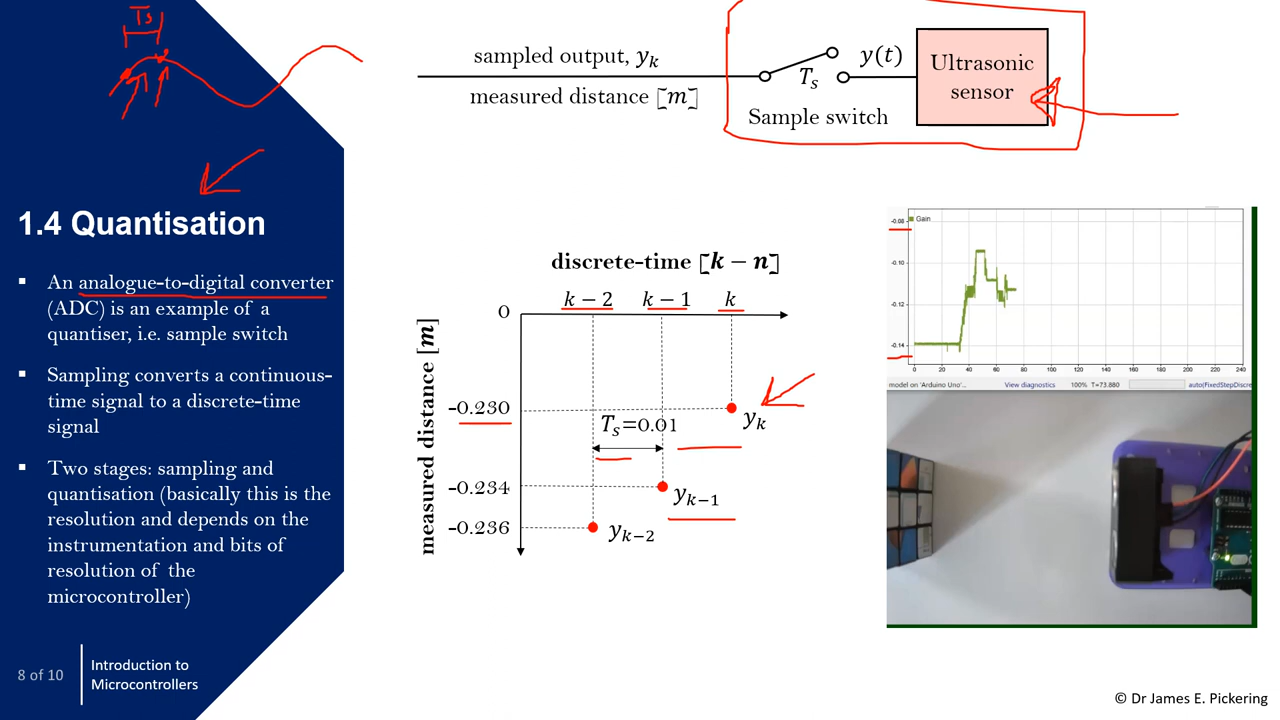 Ts
sampled output, yₖ
measured distance [m]
Tₛ
y(t)
Sample switch
Ultrasonic
sensor
1.4 Quantisation
▪ An analogue-to-digital converter
(ADC) is an example of a
quantiser, i.e. sample switch
▪ Sampling converts a continuous-
time signal to a discrete-time
signal
▪ Two stages: sampling and
quantisation (basically this is the
resolution and depends on the
instrumentation and bits of
resolution of the
microcontroller)
discrete-time [k − n]
k − 2 k − 1 k
0
measured distance [m]
-0.230
yₖ
Tₛ=0.01
-0.234
yₖ₋₁
-0.236
yₖ₋₂
Gain
-0.08
-0.10
-0.12
-0.14
0 20 40 60 80 100 120 140 160 180 200 220 240
model on 'Arduino Uno'... View diagnostics 100% T=73.880 auto(FixedStepDiscre
8 of 10
Introduction to
Microcontrollers
© Dr James E. Pickering